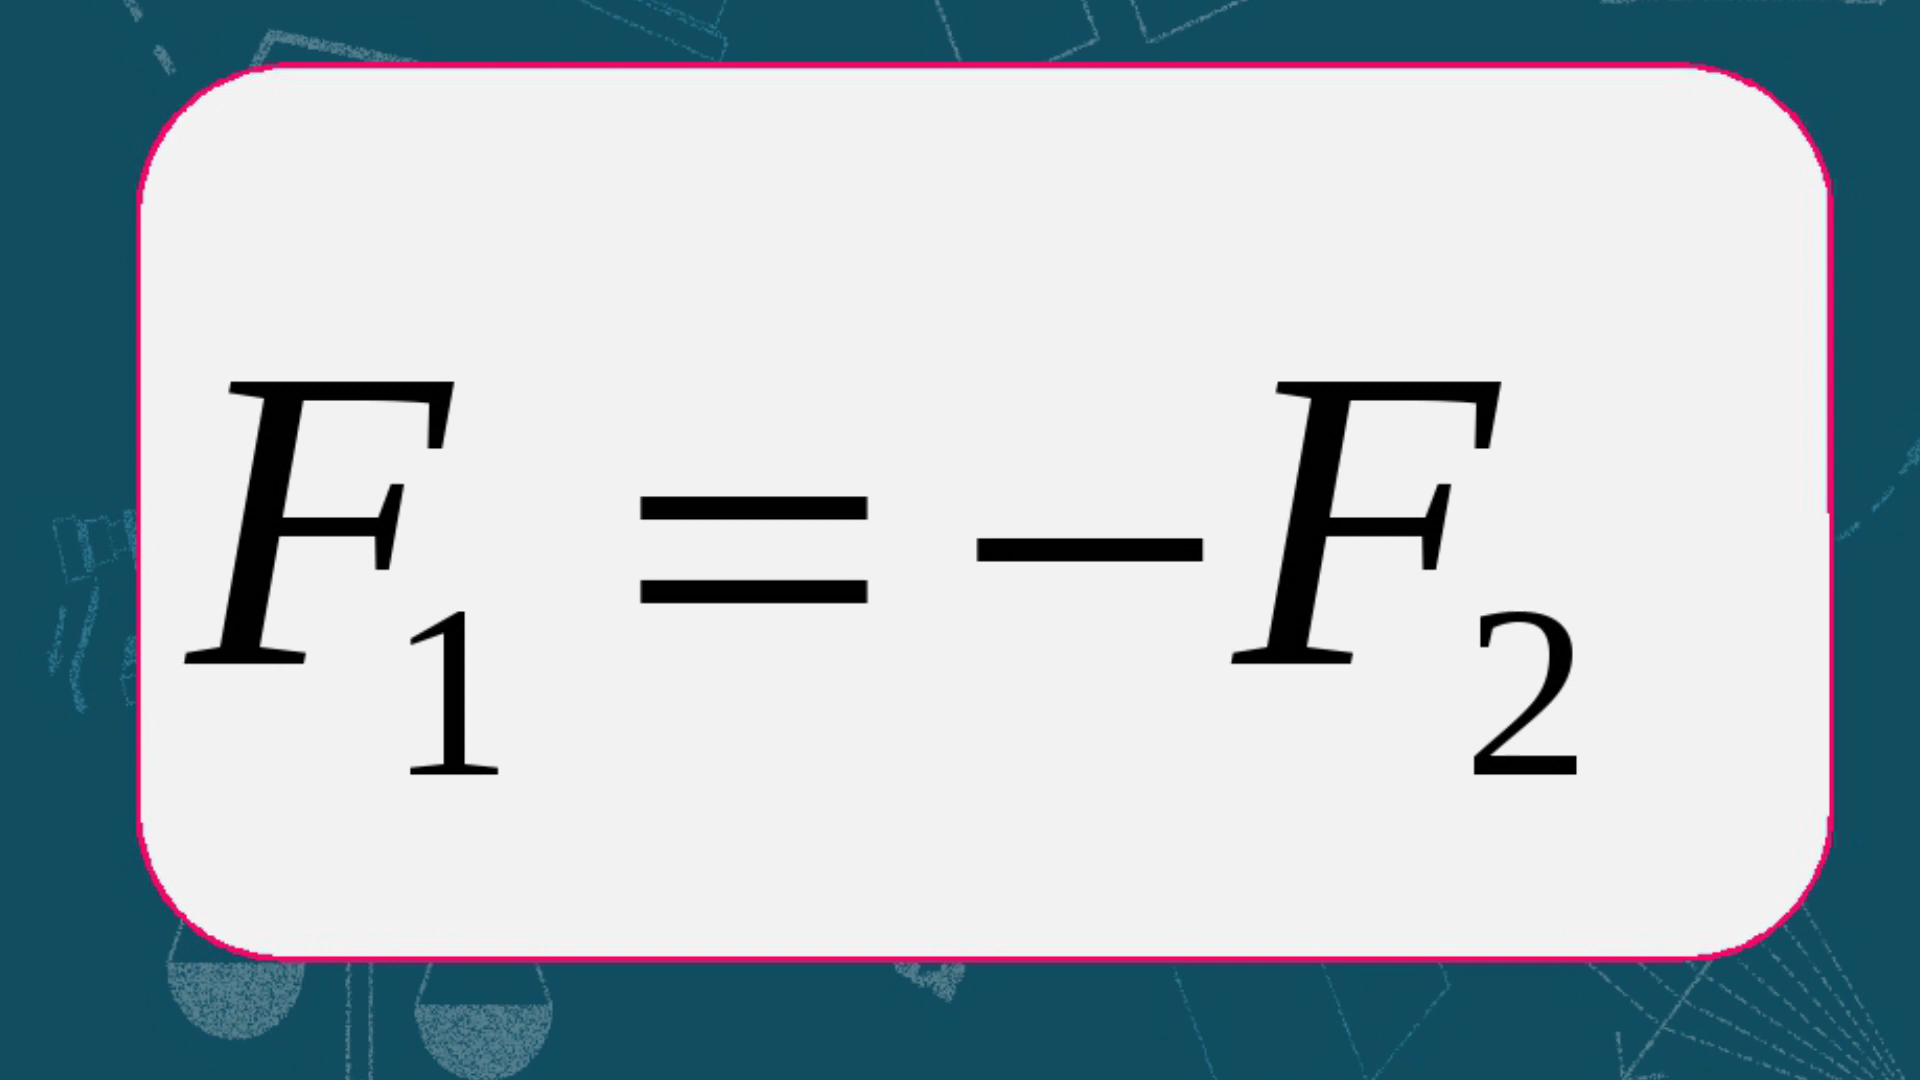 F₁ = −F₂